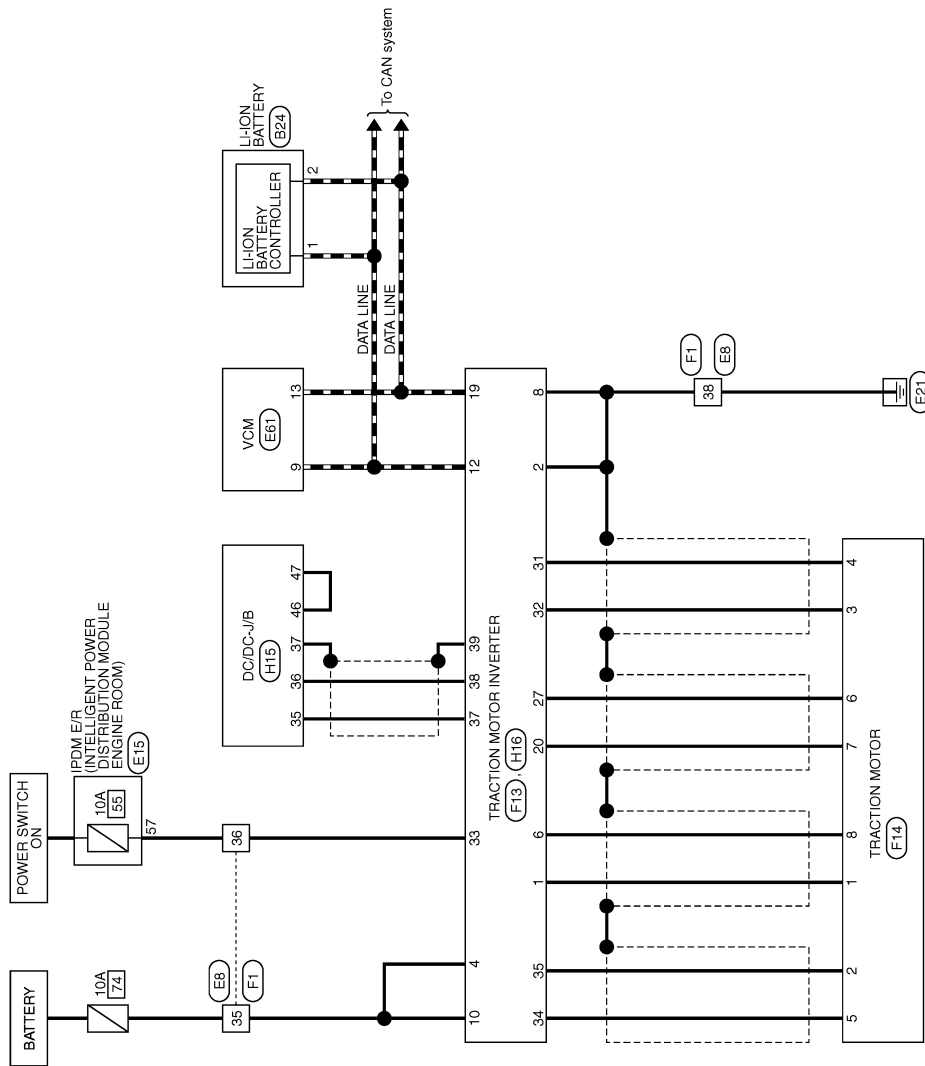 BATTERY
10A
74
35
E8
F1
POWER SWITCH
ON
IPDM E/R
(INTELLIGENT POWER
DISTRIBUTION MODULE
ENGINE ROOM)
E15
10A
55
57
36
DC/DC-J/B
H15
35
36
37
46
47
VCM
E61
9
13
LI-ION
BATTERY
B24
LI-ION
BATTERY
CONTROLLER
1
2
DATA LINE
DATA LINE
To CAN system
10
4
33
37
38
39
12
19
TRACTION MOTOR INVERTER
F13 , H16
34
35
1
6
20
27
32
31
2
8
F1
38
E8
E21
5
2
1
8
7
6
3
4
TRACTION MOTOR
F14